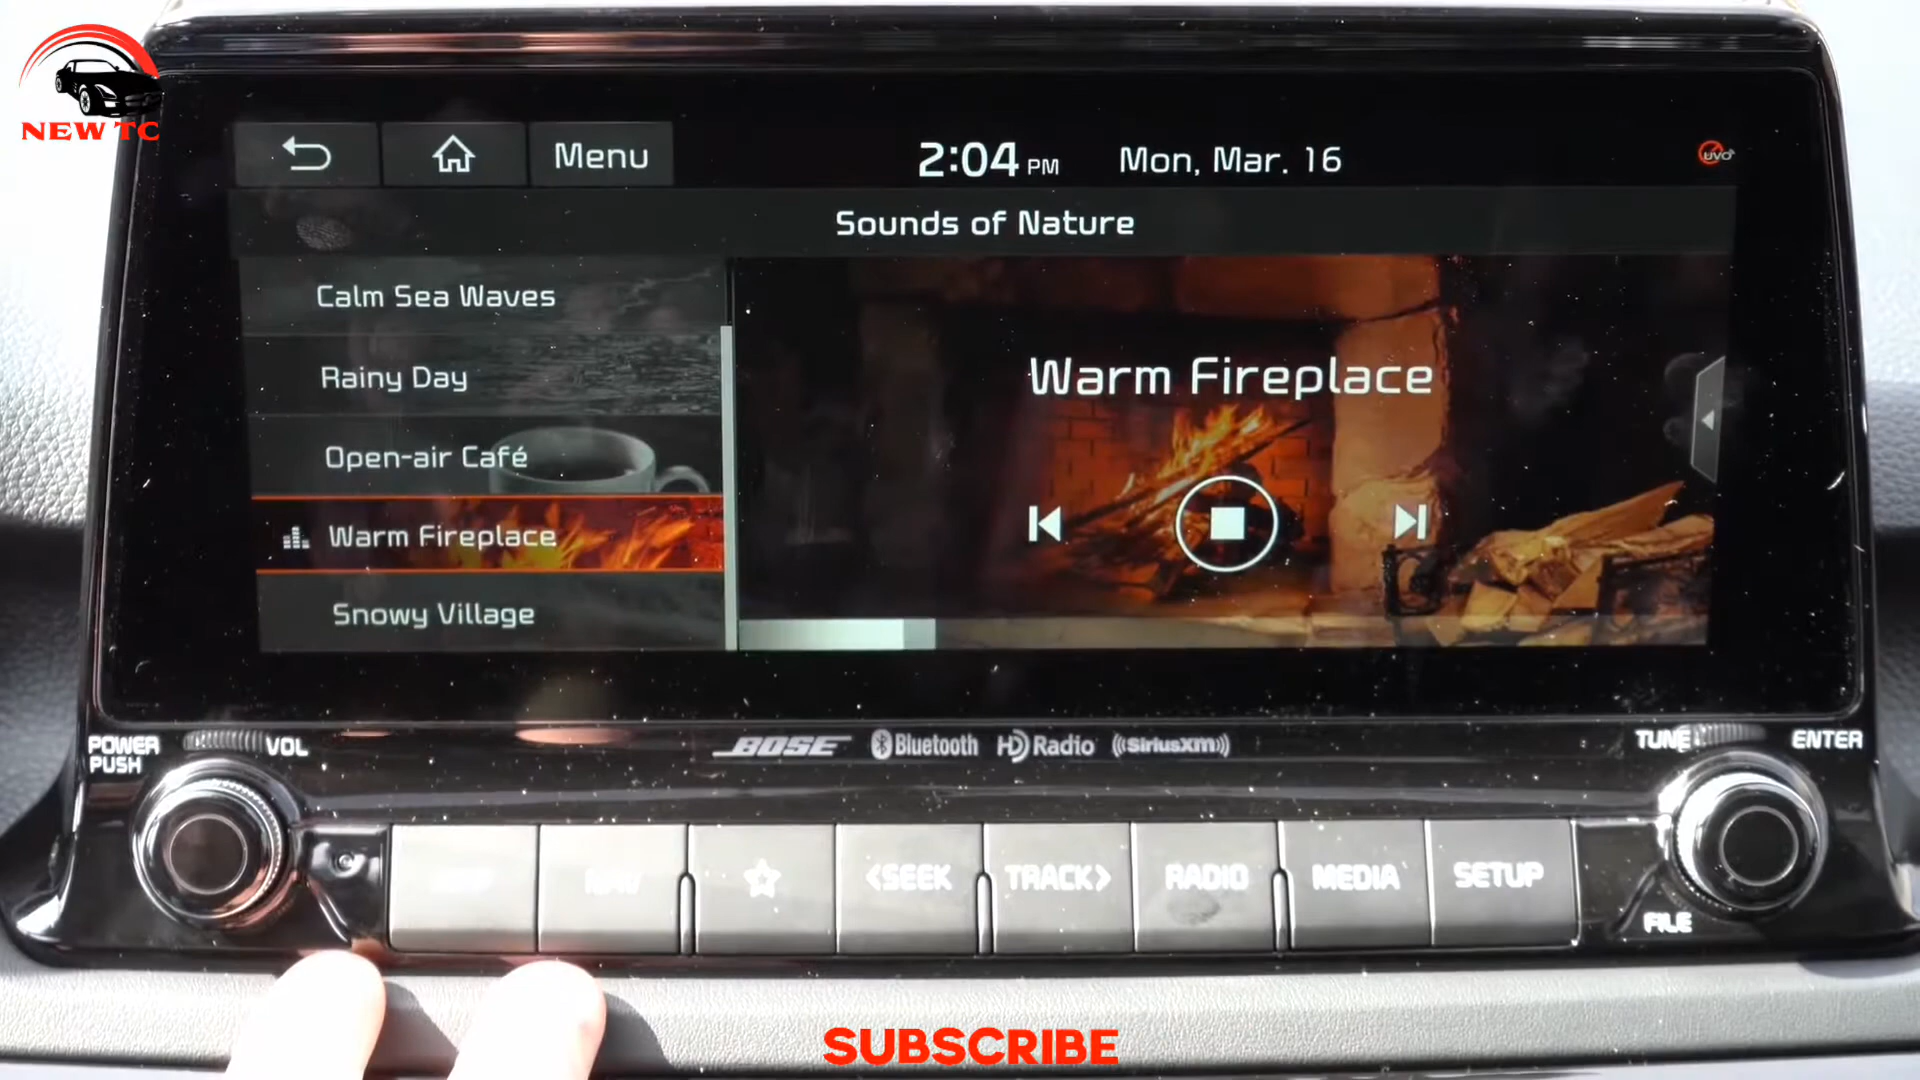 NEW TC
Menu
2:04 PM
Mon, Mar. 16
UVO
Sounds of Nature
Calm Sea Waves
Rainy Day
Open-air Café
Warm Fireplace
Snowy Village
Warm Fireplace
POWER
PUSH
VOL
BOSE
Bluetooth
HD Radio
((SiriusXM))
TUNE
ENTER
NAV
<SEEK
TRACK>
RADIO
MEDIA
SETUP
FILE
SUBSCRIBE